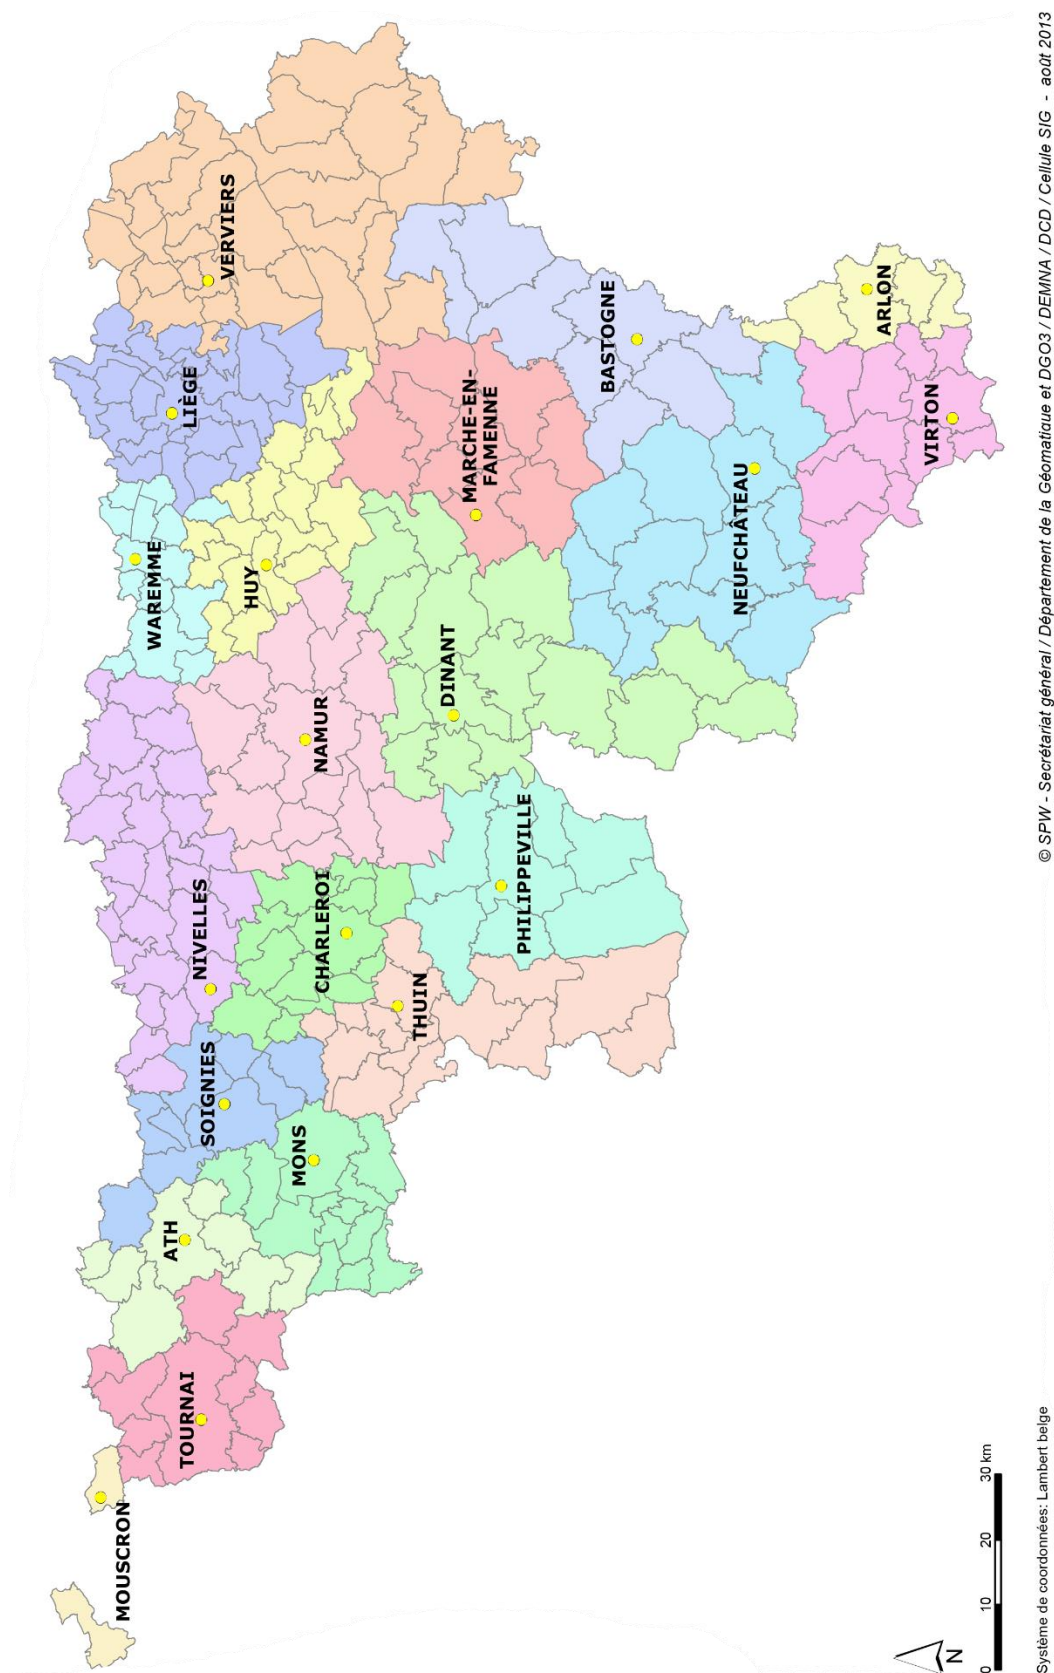 MOUSCRON
TOURNAI
ATH
MONS
SOIGNIES
NIVELLES
CHARLEROI
THUIN
PHILIPPEVILLE
NAMUR
DINANT
WAREMME
HUY
LIÈGE
VERVIERS
MARCHE-EN-
FAMENNE
BASTOGNE
NEUFCHÂTEAU
VIRTON
ARLON
N
0 10 20 30 km
Système de coordonnées: Lambert belge
© SPW - Secrétariat général / Département de la Géomatique et DGO3 / DEMNA / DCD / Cellule SIG - août 2013